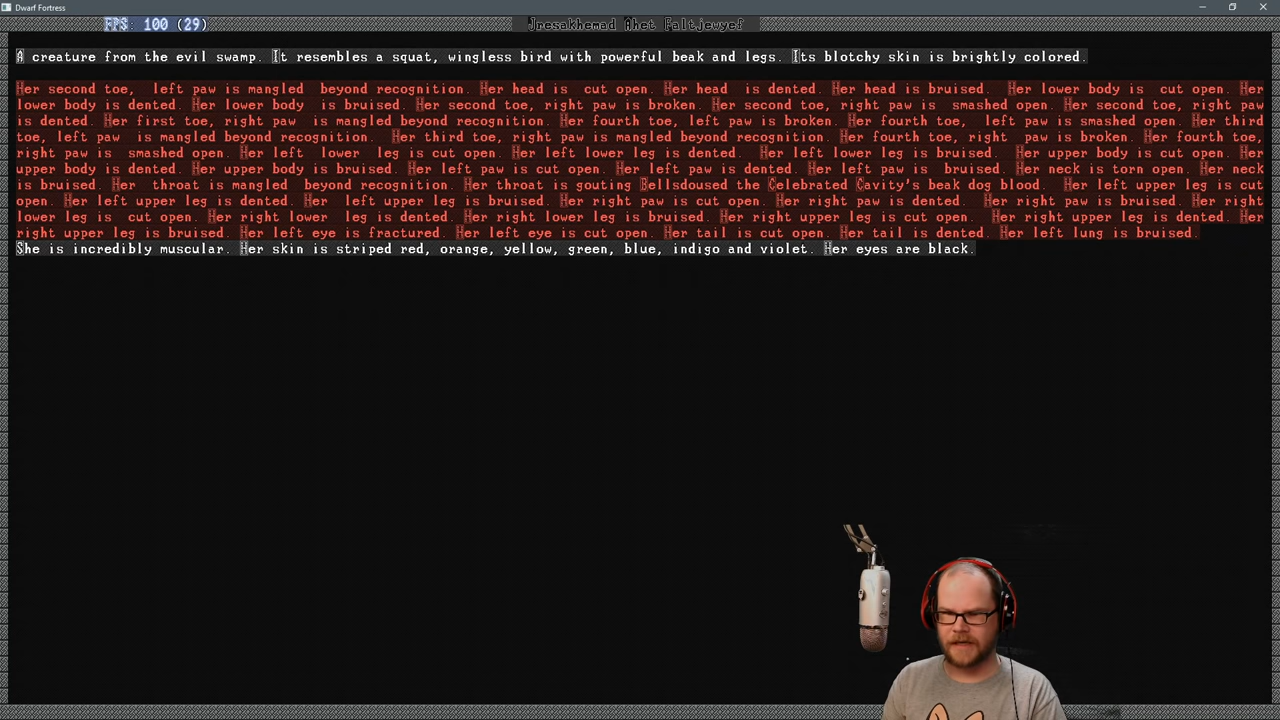 Dwarf Fortress
FPS: 100 (29)
A creature from the evil swamp. It resembles a squat, wingless bird with powerful beak and legs. Its blotchy skin is brightly colored.
Her second toe, left paw is mangled beyond recognition. Her head is cut open. Her head is dented. Her head is bruised. Her lower body is cut open. Her
lower body is dented. Her lower body is bruised. Her second toe, right paw is broken. Her second toe, right paw is smashed open. Her second toe, right paw
is dented. Her first toe, right paw is mangled beyond recognition. Her fourth toe, left paw is broken. Her fourth toe, left paw is smashed open. Her third
toe, left paw is mangled beyond recognition. Her third toe, right paw is mangled beyond recognition. Her fourth toe, right paw is broken. Her fourth toe,
right paw is smashed open. Her left lower leg is cut open. Her left lower leg is dented. Her left lower leg is bruised. Her upper body is cut open. Her
upper body is dented. Her upper body is bruised. Her left paw is cut open. Her left paw is dented. Her left paw is bruised. Her neck is torn open. Her neck
is bruised. Her throat is mangled beyond recognition. Her throat is gouting Bellsdoused the Celebrated Cavity's beak dog blood. Her left upper leg is cut
open. Her left upper leg is dented. Her left upper leg is bruised. Her right paw is cut open. Her right paw is dented. Her right paw is bruised. Her right
lower leg is cut open. Her right lower leg is dented. Her right lower leg is bruised. Her right upper leg is cut open. Her right upper leg is dented. Her
right upper leg is bruised. Her left eye is fractured. Her left eye is cut open. Her tail is cut open. Her tail is dented. Her left lung is bruised.
She is incredibly muscular. Her skin is striped red, orange, yellow, green, blue, indigo and violet. Her eyes are black.